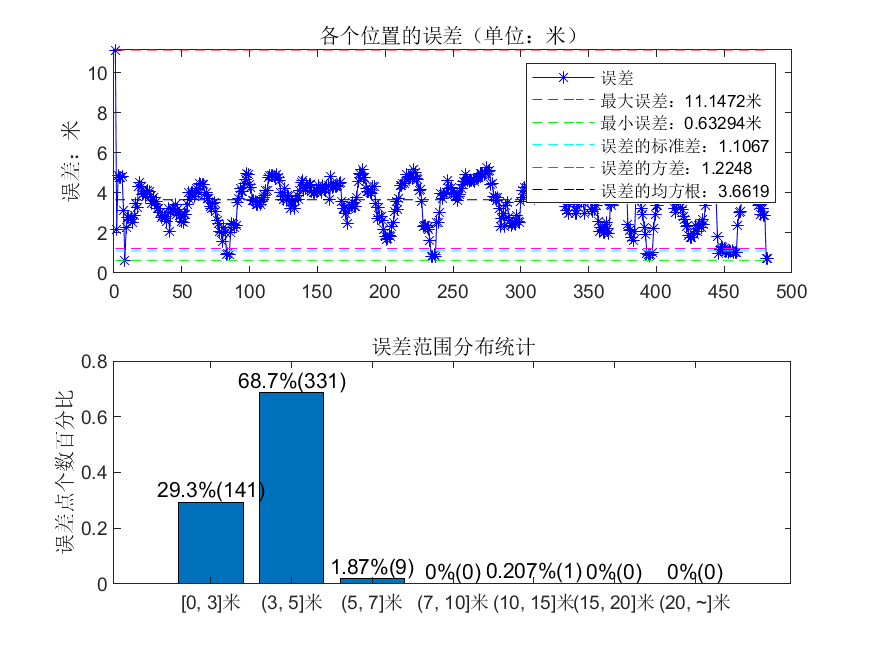 各个位置的误差（单位：米）
误差：米
10
8
6
4
2
0
误差
最大误差：11.1472米
最小误差：0.63294米
误差的标准差：1.1067
误差的方差：1.2248
误差的均方根：3.6619
0 50 100 150 200 250 300 350 400 450 500
误差范围分布统计
误差点个数百分比
0.8
0.6
0.4
0.2
0
68.7%(331)
29.3%(141)
1.87%(9) 0%(0) 0.207%(1) 0%(0) 0%(0)
[0, 3]米 (3, 5]米 (5, 7]米 (7, 10]米 (10, 15]米 (15, 20]米 (20, ~]米